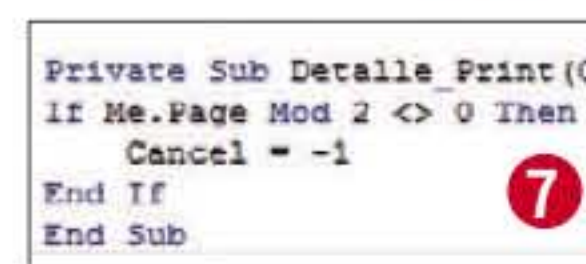 Private Sub Detalle_Print(
If Me.Page Mod 2 <> 0 Then
Cancel = -1
End If
End Sub
7